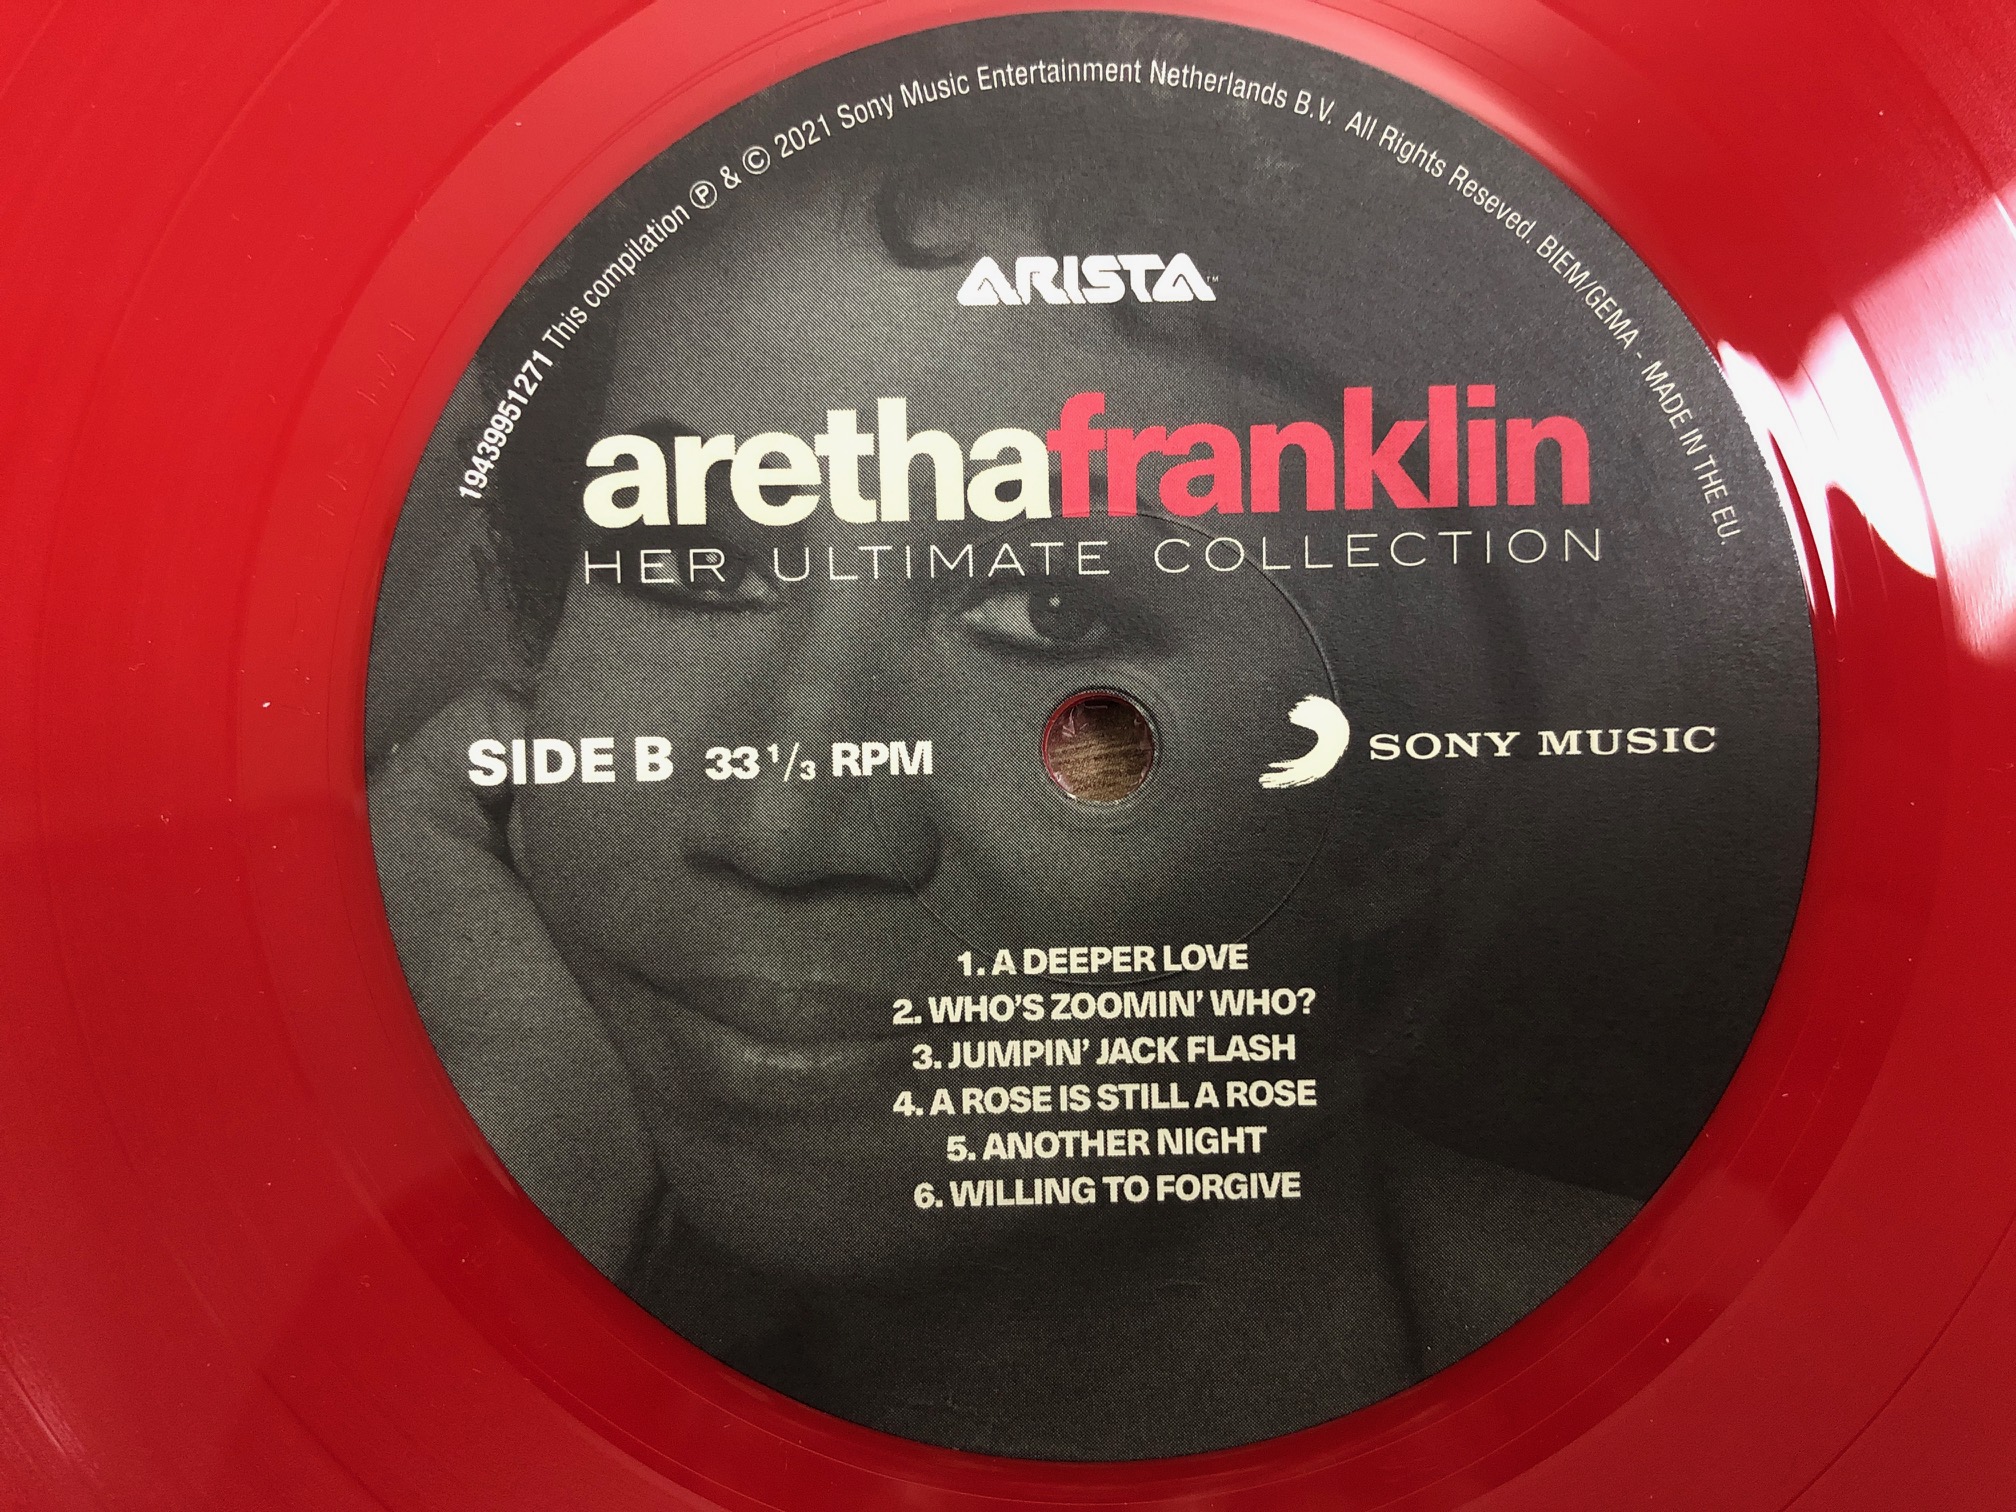 19439951271 This compilation Ⓟ & © 2021 Sony Music Entertainment Netherlands B.V. All Rights Reseved. BIEM/GEMA - MADE IN THE EU.
ARISTA™
arethafranklin
HER ULTIMATE COLLECTION
SIDE B 33 1/3 RPM
SONY MUSIC
1. A DEEPER LOVE
2. WHO'S ZOOMIN' WHO?
3. JUMPIN' JACK FLASH
4. A ROSE IS STILL A ROSE
5. ANOTHER NIGHT
6. WILLING TO FORGIVE